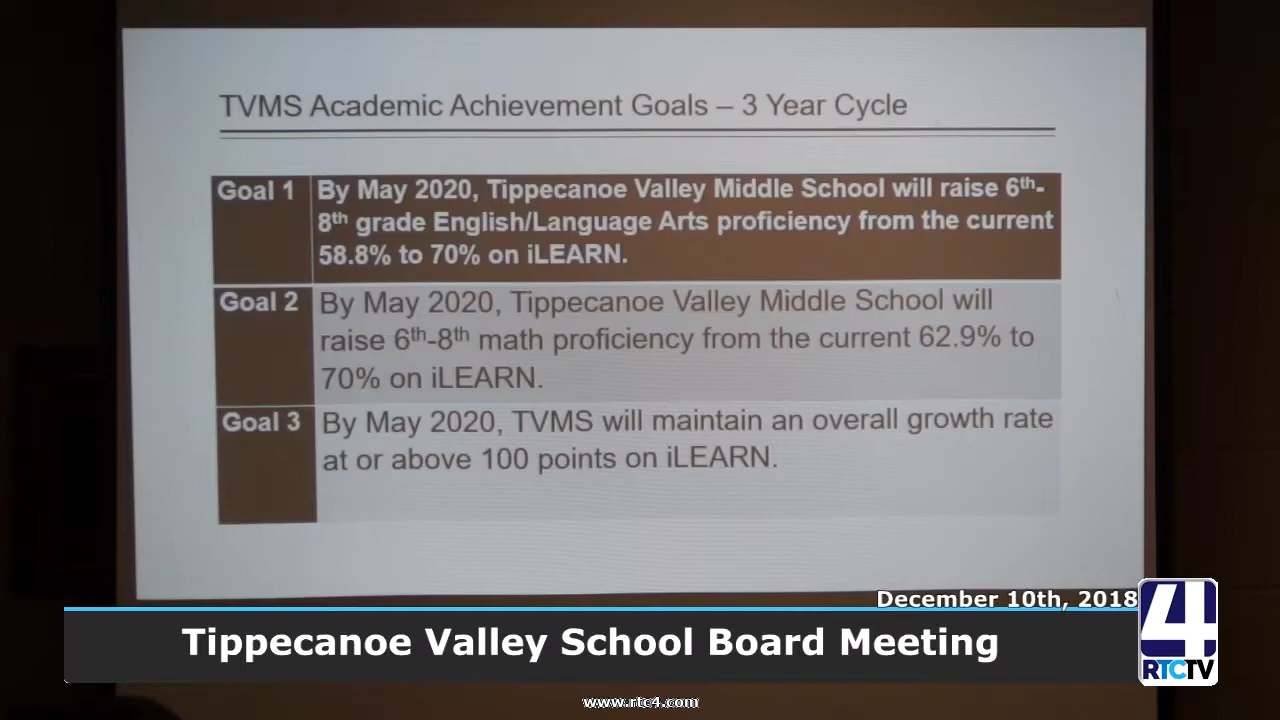 TVMS Academic Achievement Goals – 3 Year Cycle
Goal 1
By May 2020, Tippecanoe Valley Middle School will raise 6th-
8th grade English/Language Arts proficiency from the current
58.8% to 70% on iLEARN.
Goal 2
By May 2020, Tippecanoe Valley Middle School will
raise 6th-8th math proficiency from the current 62.9% to
70% on iLEARN.
Goal 3
By May 2020, TVMS will maintain an overall growth rate
at or above 100 points on iLEARN.
December 10th, 2018
Tippecanoe Valley School Board Meeting
4
RTCTV
www.rtc4.com